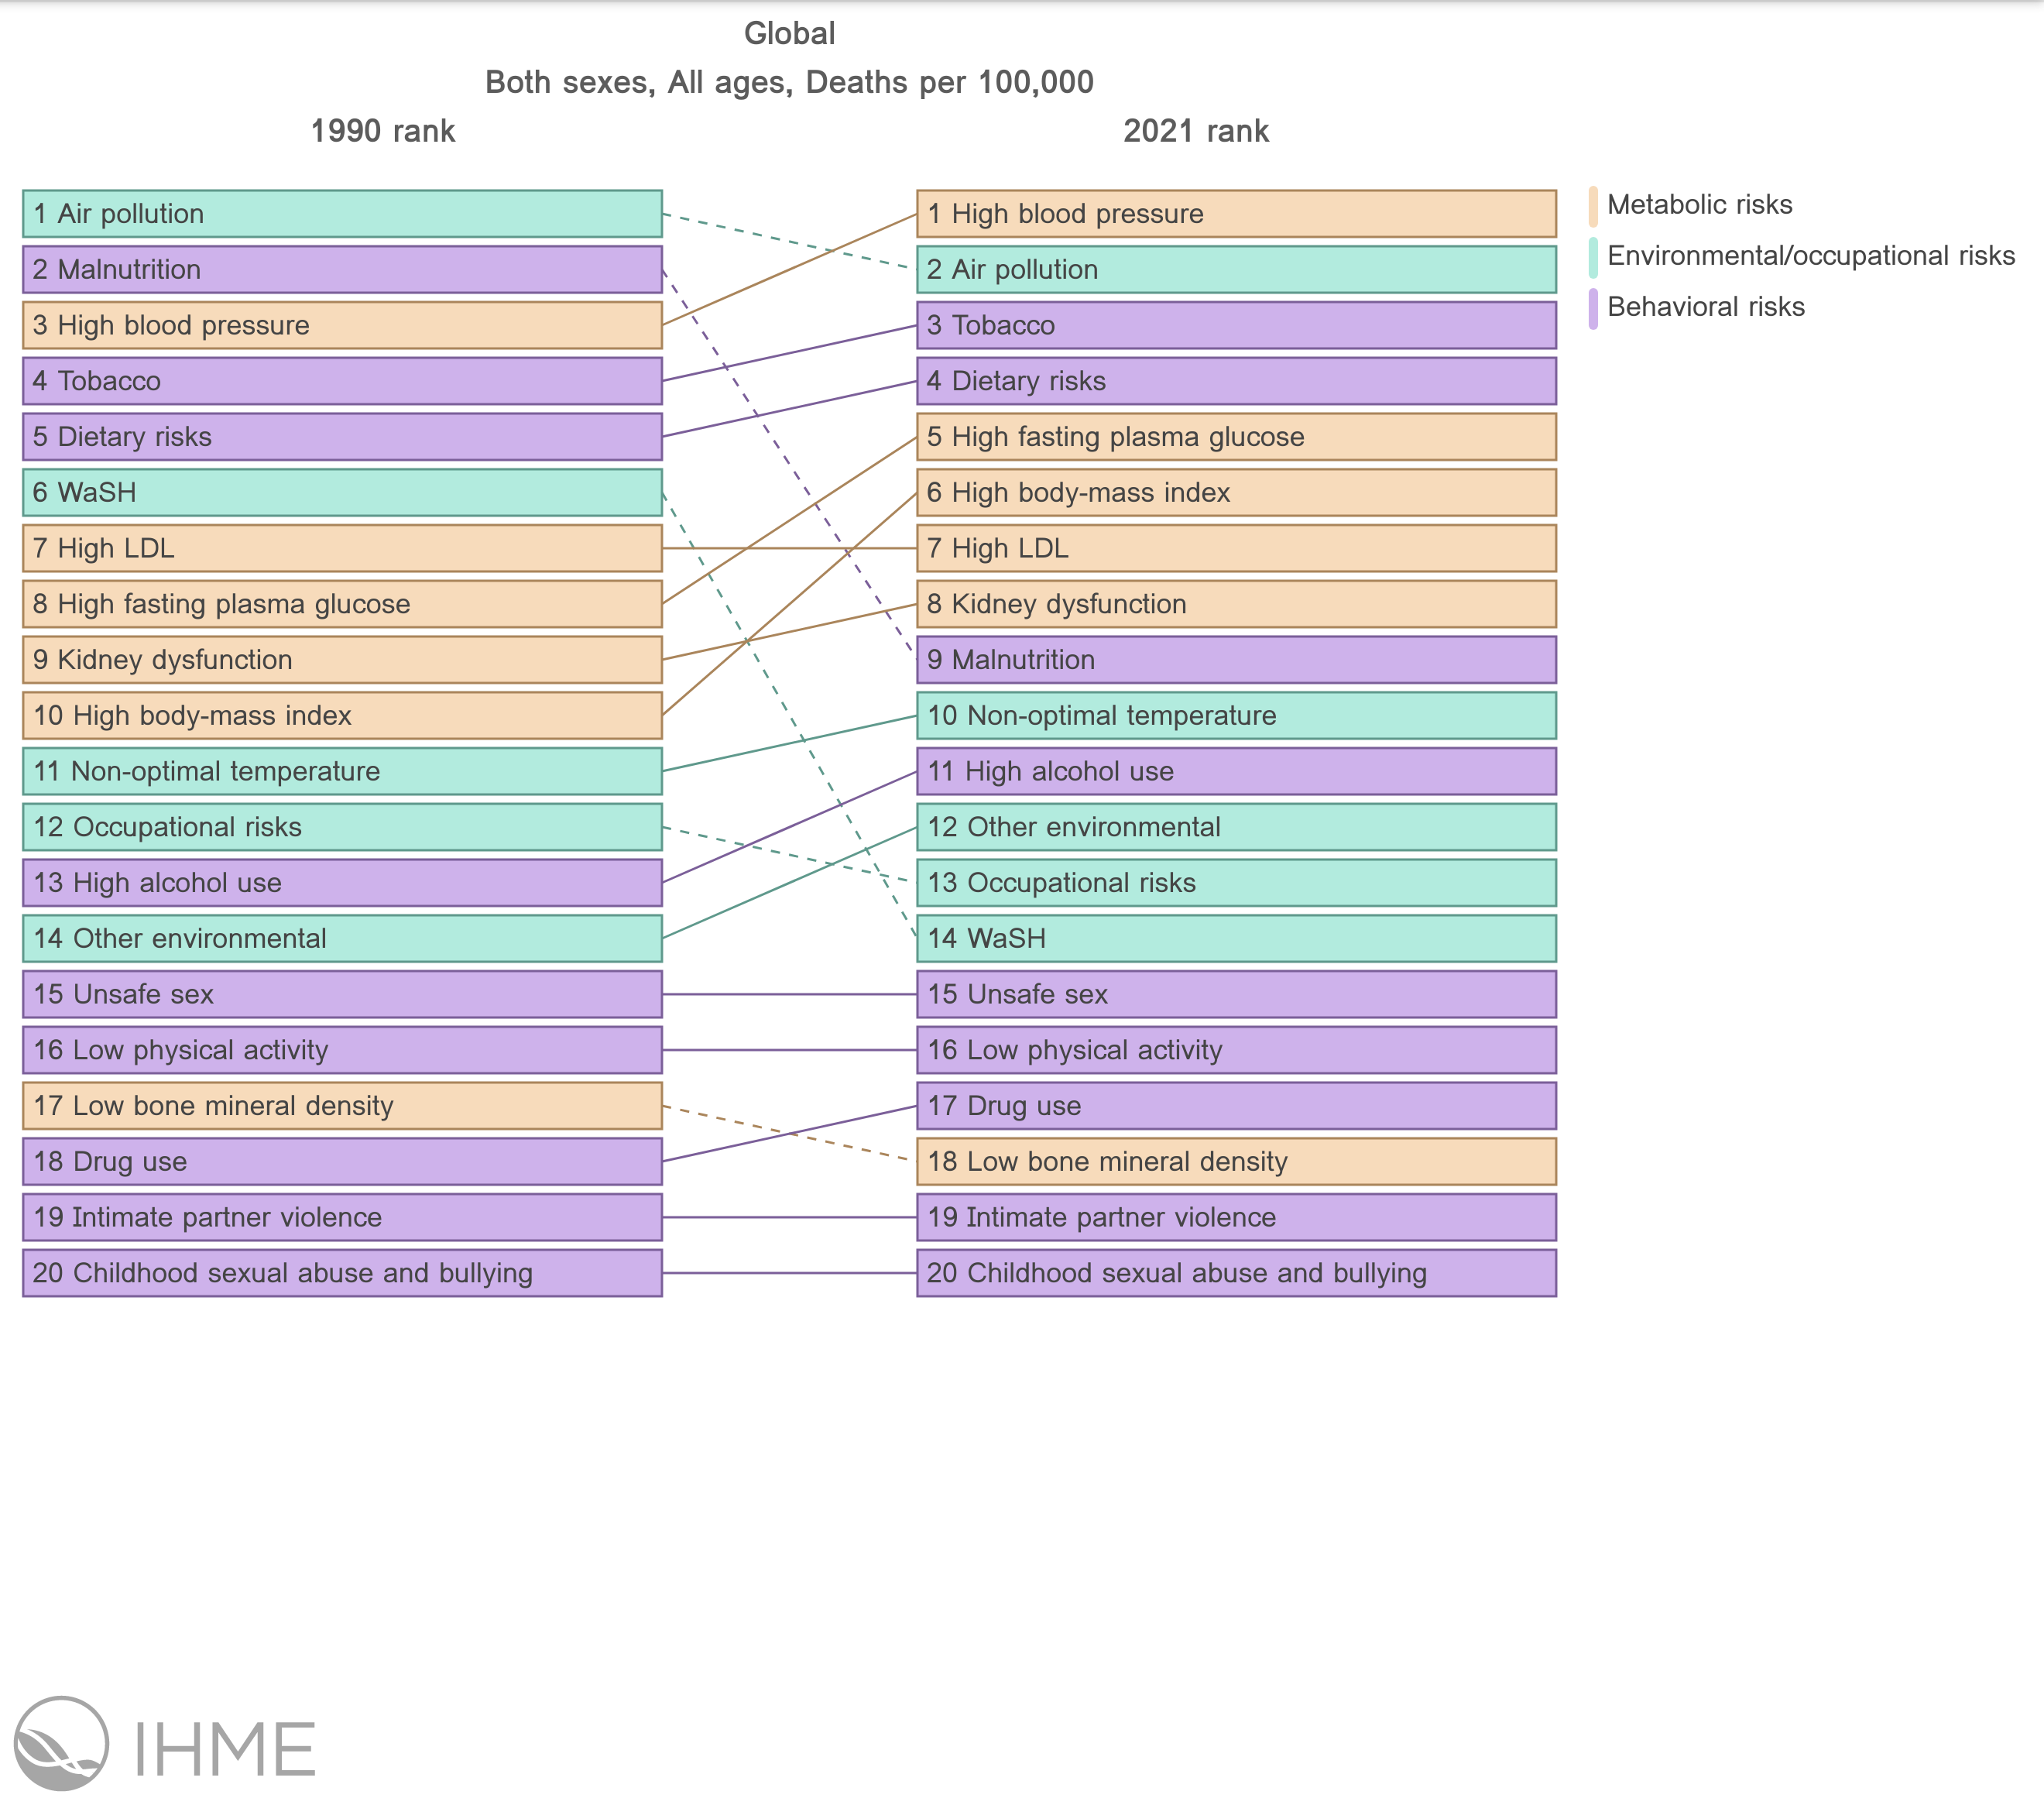 Global
Both sexes, All ages, Deaths per 100,000
1990 rank
2021 rank
1 Air pollution
2 Malnutrition
3 High blood pressure
4 Tobacco
5 Dietary risks
6 WaSH
7 High LDL
8 High fasting plasma glucose
9 Kidney dysfunction
10 High body-mass index
11 Non-optimal temperature
12 Occupational risks
13 High alcohol use
14 Other environmental
15 Unsafe sex
16 Low physical activity
17 Low bone mineral density
18 Drug use
19 Intimate partner violence
20 Childhood sexual abuse and bullying
1 High blood pressure
2 Air pollution
3 Tobacco
4 Dietary risks
5 High fasting plasma glucose
6 High body-mass index
7 High LDL
8 Kidney dysfunction
9 Malnutrition
10 Non-optimal temperature
11 High alcohol use
12 Other environmental
13 Occupational risks
14 WaSH
15 Unsafe sex
16 Low physical activity
17 Drug use
18 Low bone mineral density
19 Intimate partner violence
20 Childhood sexual abuse and bullying
Metabolic risks
Environmental/occupational risks
Behavioral risks
IHME